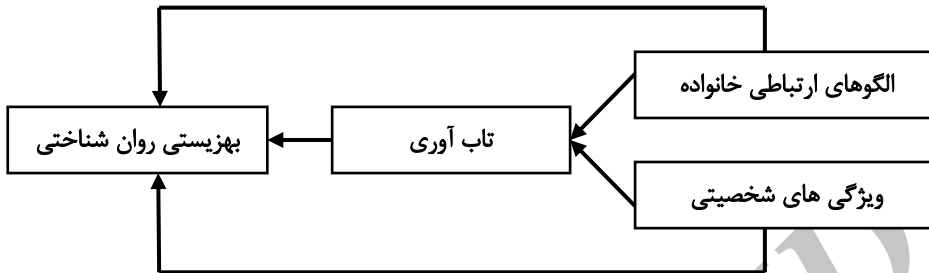 الگوهای ارتباطی خانواده
تاب آوری
بهزیستی روان شناختی
ویژگی های شخصیتی